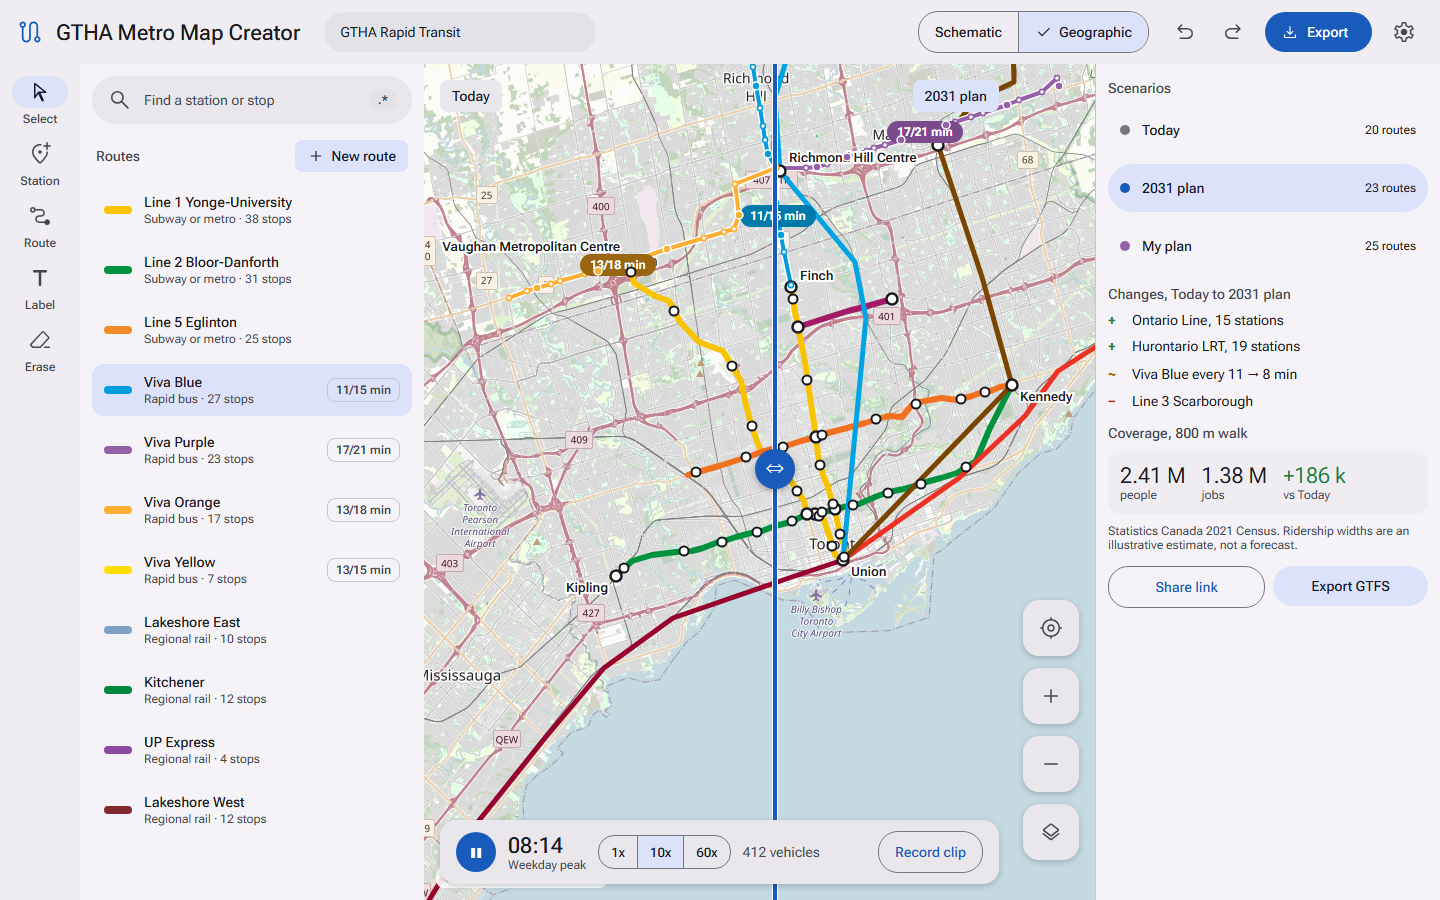 GTHA Metro Map Creator
GTHA Rapid Transit
Schematic
Geographic
Export
Select
Station
Route
Label
Erase
Find a station or stop
.*
Routes
New route
Line 1 Yonge-University
Subway or metro · 38 stops
Line 2 Bloor-Danforth
Subway or metro · 31 stops
Line 5 Eglinton
Subway or metro · 25 stops
Viva Blue
Rapid bus · 27 stops
11/15 min
Viva Purple
Rapid bus · 23 stops
17/21 min
Viva Orange
Rapid bus · 17 stops
13/18 min
Viva Yellow
Rapid bus · 7 stops
13/15 min
Lakeshore East
Regional rail · 10 stops
Kitchener
Regional rail · 12 stops
UP Express
Regional rail · 4 stops
Lakeshore West
Regional rail · 12 stops
Today
2031 plan
Hill
17/21 min
Hill Centre
68
407
25
400
11/15 min
Vaughan Metropolitan Centre
13/18 min
27
Finch
401
Kennedy
409
Toronto
Pearson
International
Airport
403
Kipling
427
Union
Billy Bishop
Toronto
City Airport
Mississauga
QEW
08:14
Weekday peak
1x
10x
60x
412 vehicles
Record clip
Scenarios
Today
20 routes
2031 plan
23 routes
My plan
25 routes
Changes, Today to 2031 plan
+ Ontario Line, 15 stations
+ Hurontario LRT, 19 stations
~ Viva Blue every 11 → 8 min
− Line 3 Scarborough
Coverage, 800 m walk
2.41 M
people
1.38 M
jobs
+186 k
vs Today
Statistics Canada 2021 Census. Ridership widths are an
illustrative estimate, not a forecast.
Share link
Export GTFS